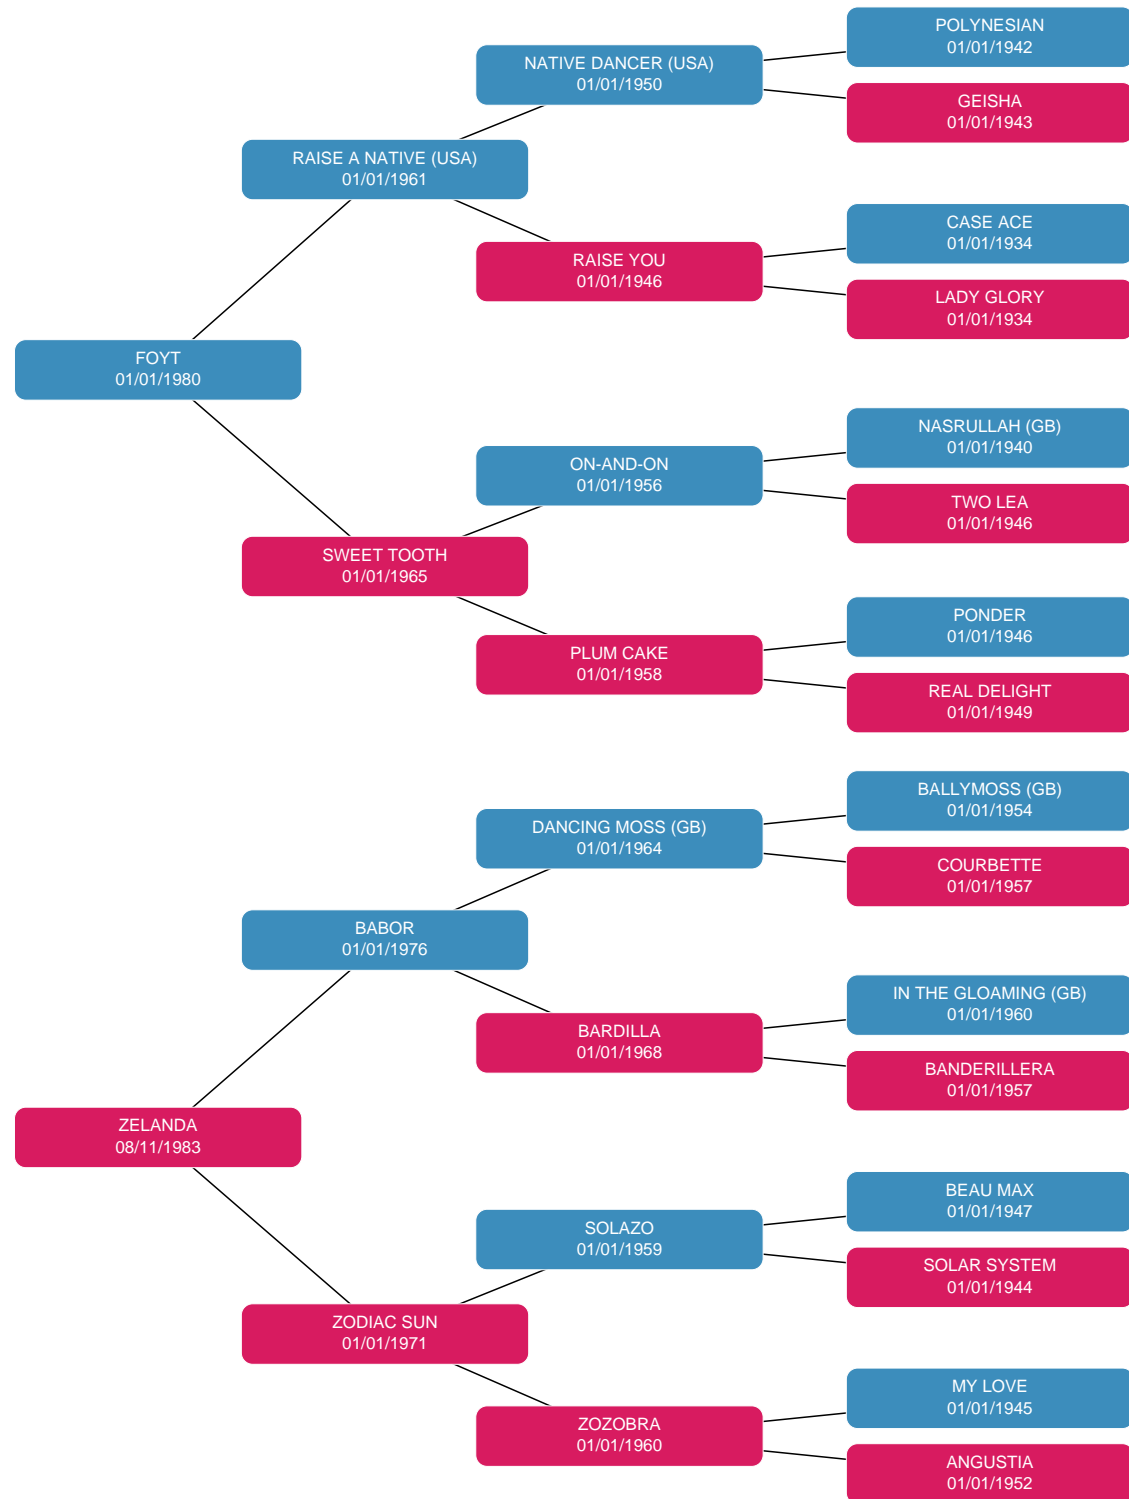 POLYNESIAN
01/01/1942
NATIVE DANCER (USA)
01/01/1950
GEISHA
01/01/1943
RAISE A NATIVE (USA)
01/01/1961
CASE ACE
01/01/1934
RAISE YOU
01/01/1946
LADY GLORY
01/01/1934
FOYT
01/01/1980
NASRULLAH (GB)
01/01/1940
ON-AND-ON
01/01/1956
TWO LEA
01/01/1946
SWEET TOOTH
01/01/1965
PONDER
01/01/1946
PLUM CAKE
01/01/1958
REAL DELIGHT
01/01/1949
BALLYMOSS (GB)
01/01/1954
DANCING MOSS (GB)
01/01/1964
COURBETTE
01/01/1957
BABOR
01/01/1976
IN THE GLOAMING (GB)
01/01/1960
BARDILLA
01/01/1968
BANDERILLERA
01/01/1957
ZELANDA
08/11/1983
BEAU MAX
01/01/1947
SOLAZO
01/01/1959
SOLAR SYSTEM
01/01/1944
ZODIAC SUN
01/01/1971
MY LOVE
01/01/1945
ZOZOBRA
01/01/1960
ANGUSTIA
01/01/1952